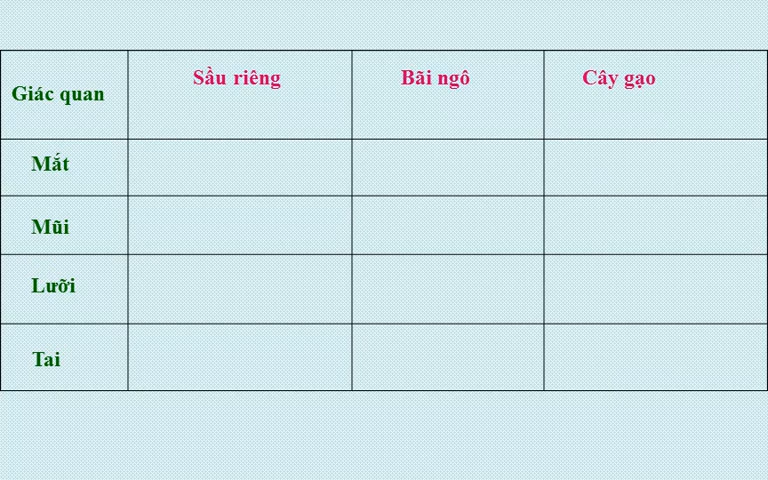 Giác quan
Sầu riêng
Bãi ngô
Cây gạo
Mắt
Mũi
Lưỡi
Tai